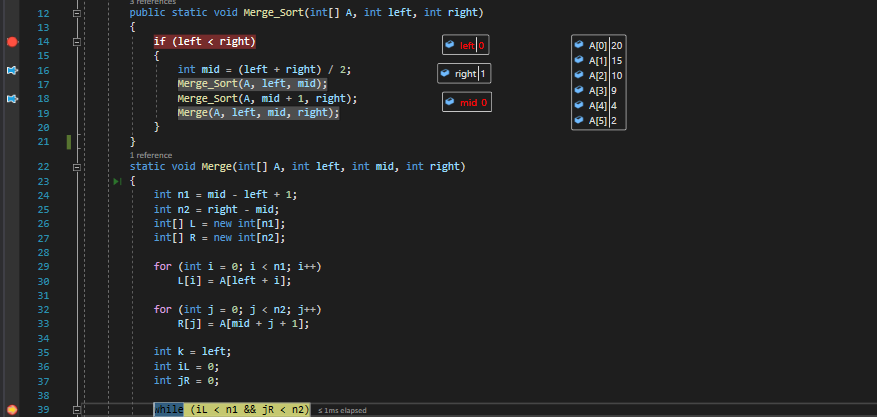 3 references
12 public static void Merge_Sort(int[] A, int left, int right)
13 {
14 if (left < right) left 0 A[0] 20
15 { A[1] 15
16 int mid = (left + right) / 2; right 1 A[2] 10
17 Merge_Sort(A, left, mid); A[3] 9
18 Merge_Sort(A, mid + 1, right); mid 0 A[4] 4
19 Merge(A, left, mid, right); A[5] 2
20 }
21 }
1 reference
22 static void Merge(int[] A, int left, int mid, int right)
23 {
24 int n1 = mid - left + 1;
25 int n2 = right - mid;
26 int[] L = new int[n1];
27 int[] R = new int[n2];
28
29 for (int i = 0; i < n1; i++)
30 L[i] = A[left + i];
31
32 for (int j = 0; j < n2; j++)
33 R[j] = A[mid + j + 1];
34
35 int k = left;
36 int iL = 0;
37 int jR = 0;
38
39 while (iL < n1 && jR < n2) ≤ 1ms elapsed